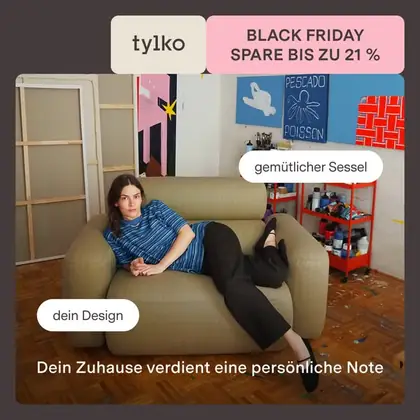 tylko
BLACK FRIDAY
SPARE BIS ZU 21 %
PESCADO
POISSON
gemütlicher Sessel
dein Design
Dein Zuhause verdient eine persönliche Note